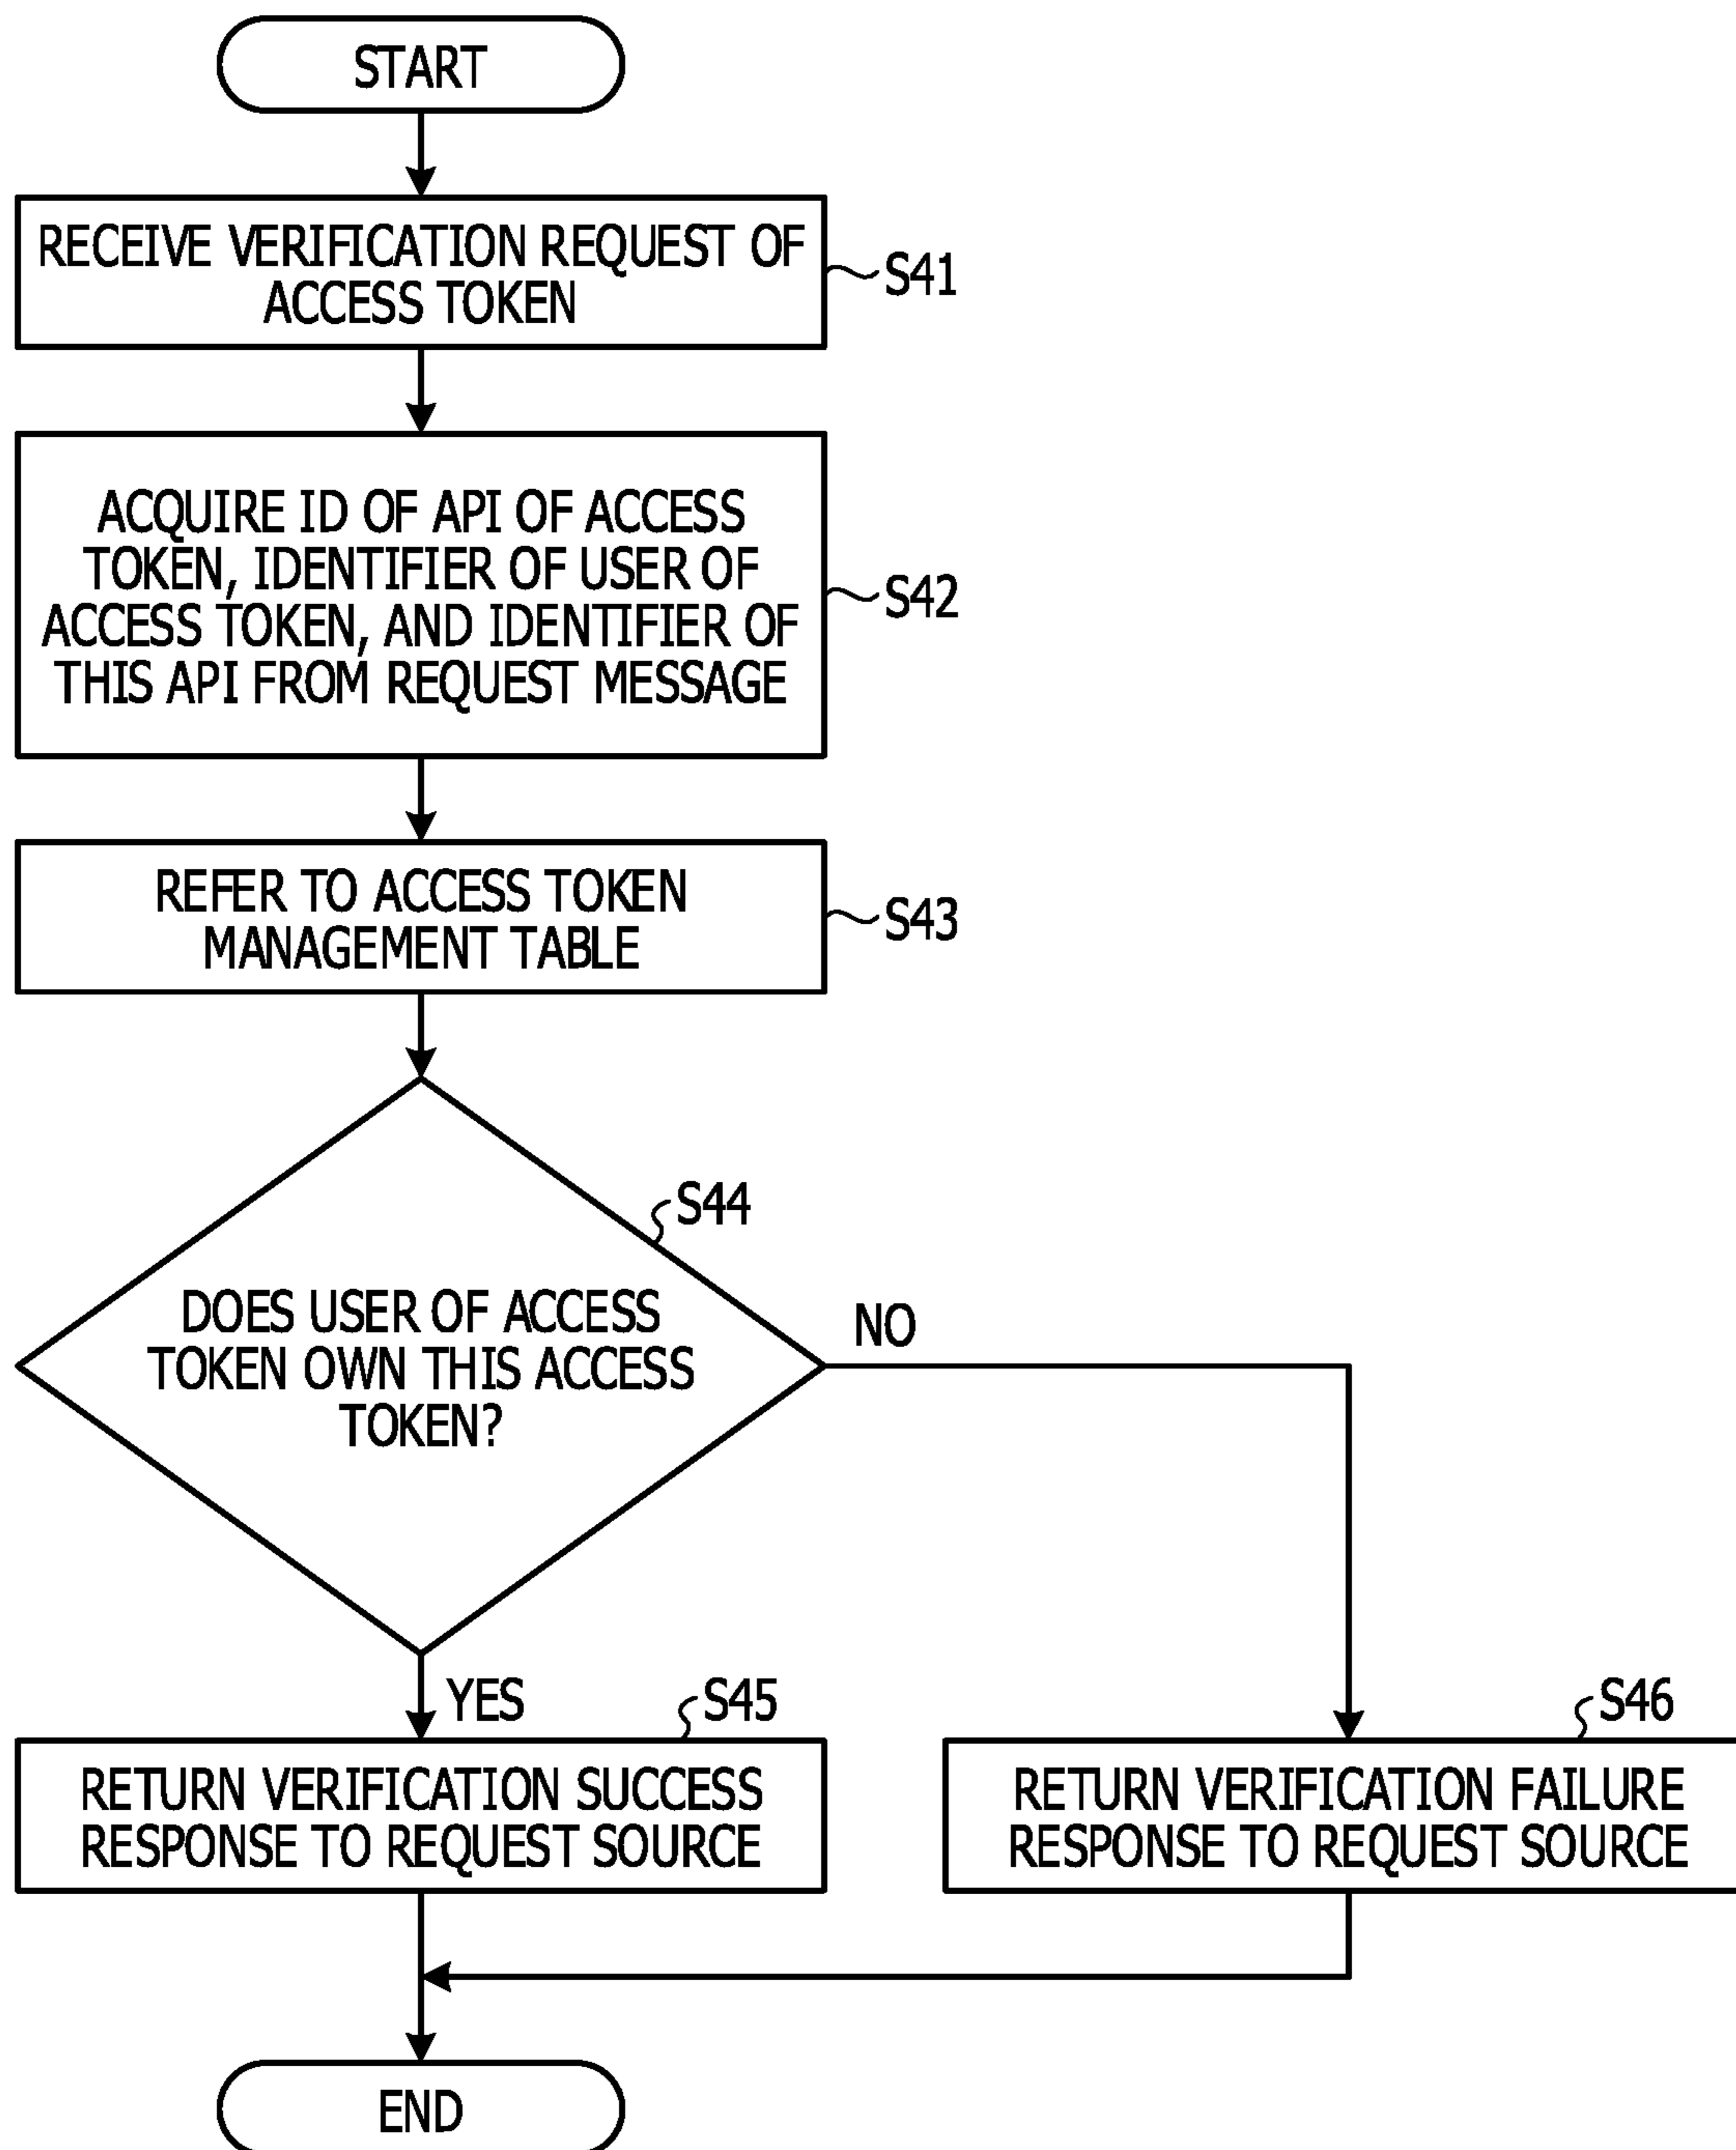 START
RECEIVE VERIFICATION REQUEST OF
ACCESS TOKEN
S41
ACQUIRE ID OF API OF ACCESS
TOKEN, IDENTIFIER OF USER OF
ACCESS TOKEN, AND IDENTIFIER OF
THIS API FROM REQUEST MESSAGE
S42
REFER TO ACCESS TOKEN
MANAGEMENT TABLE
S43
S44
DOES USER OF ACCESS
TOKEN OWN THIS ACCESS
TOKEN?
NO
YES
S45
RETURN VERIFICATION SUCCESS
RESPONSE TO REQUEST SOURCE
S46
RETURN VERIFICATION FAILURE
RESPONSE TO REQUEST SOURCE
END